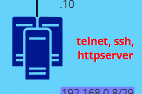 .10
telnet, ssh,
httpserver
192.168.0.8/29